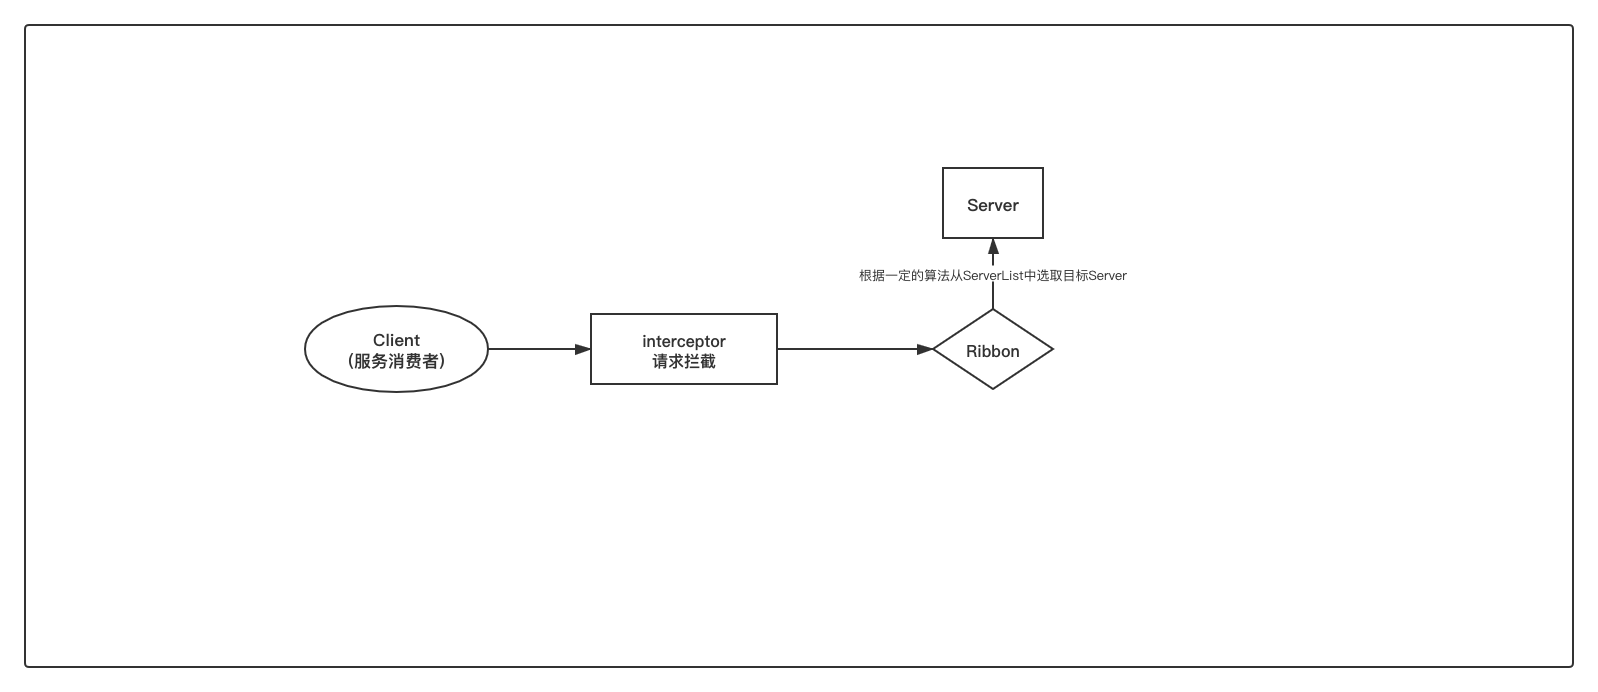 Server
根据一定的算法从ServerList中选取目标Server
Client
(服务消费者)
interceptor
请求拦截
Ribbon